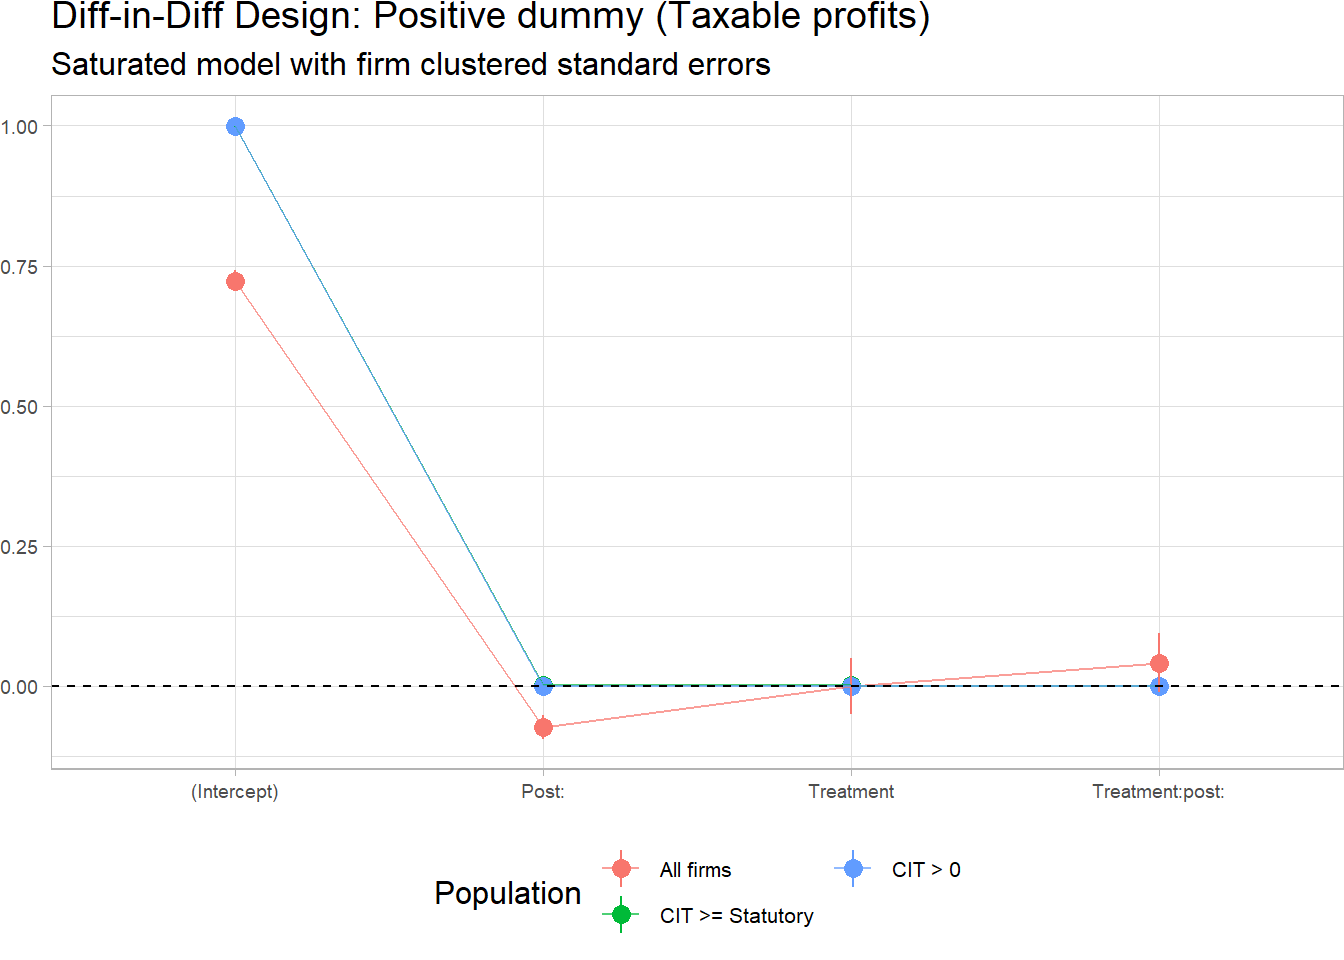 Diff-in-Diff Design: Positive dummy (Taxable profits)
Saturated model with firm clustered standard errors
1.00
0.75
0.50
0.25
0.00
(Intercept) Post: Treatment Treatment:post:
Population
All firms
CIT >= Statutory
CIT > 0